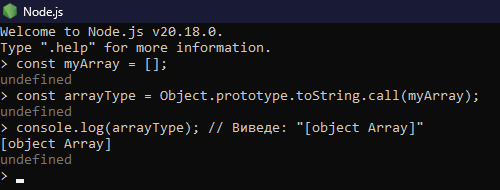 Node.js
Welcome to Node.js v20.18.0.
Type ".help" for more information.
> const myArray = [];
undefined
> const arrayType = Object.prototype.toString.call(myArray);
undefined
> console.log(arrayType); // Виведе: "[object Array]"
[object Array]
undefined
>